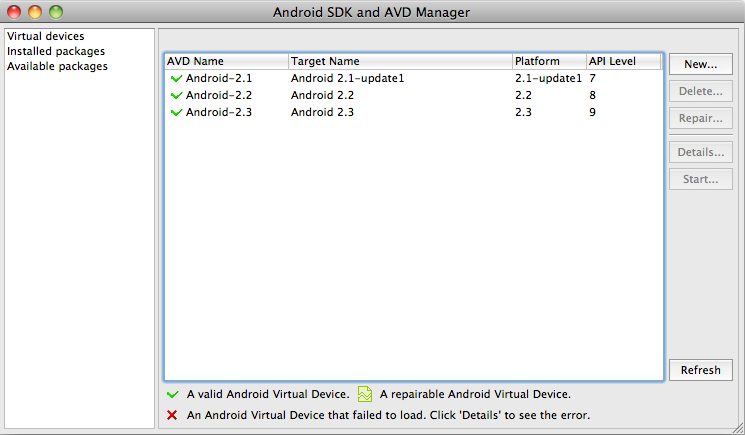 Android SDK and AVD Manager
Virtual devices
Installed packages
Available packages
AVD Name Target Name Platform API Level
Android-2.1 Android 2.1-update1 2.1-update1 7
Android-2.2 Android 2.2 2.2 8
Android-2.3 Android 2.3 2.3 9
New...
Delete...
Repair...
Details...
Start...
Refresh
A valid Android Virtual Device. A repairable Android Virtual Device.
An Android Virtual Device that failed to load. Click 'Details' to see the error.